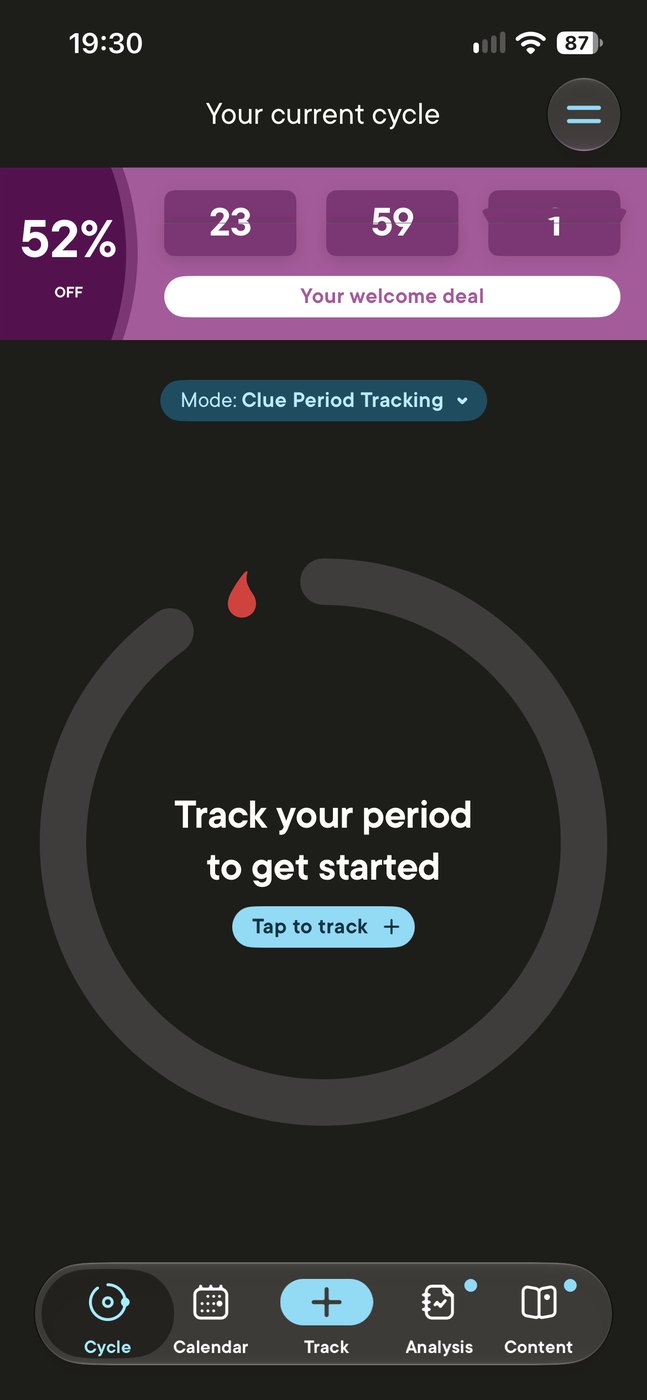 19:30
87
Your current cycle
52%
OFF
23
59
Your welcome deal
Mode: Clue Period Tracking
Track your period
to get started
Tap to track +
Cycle
Calendar
Track
Analysis
Content